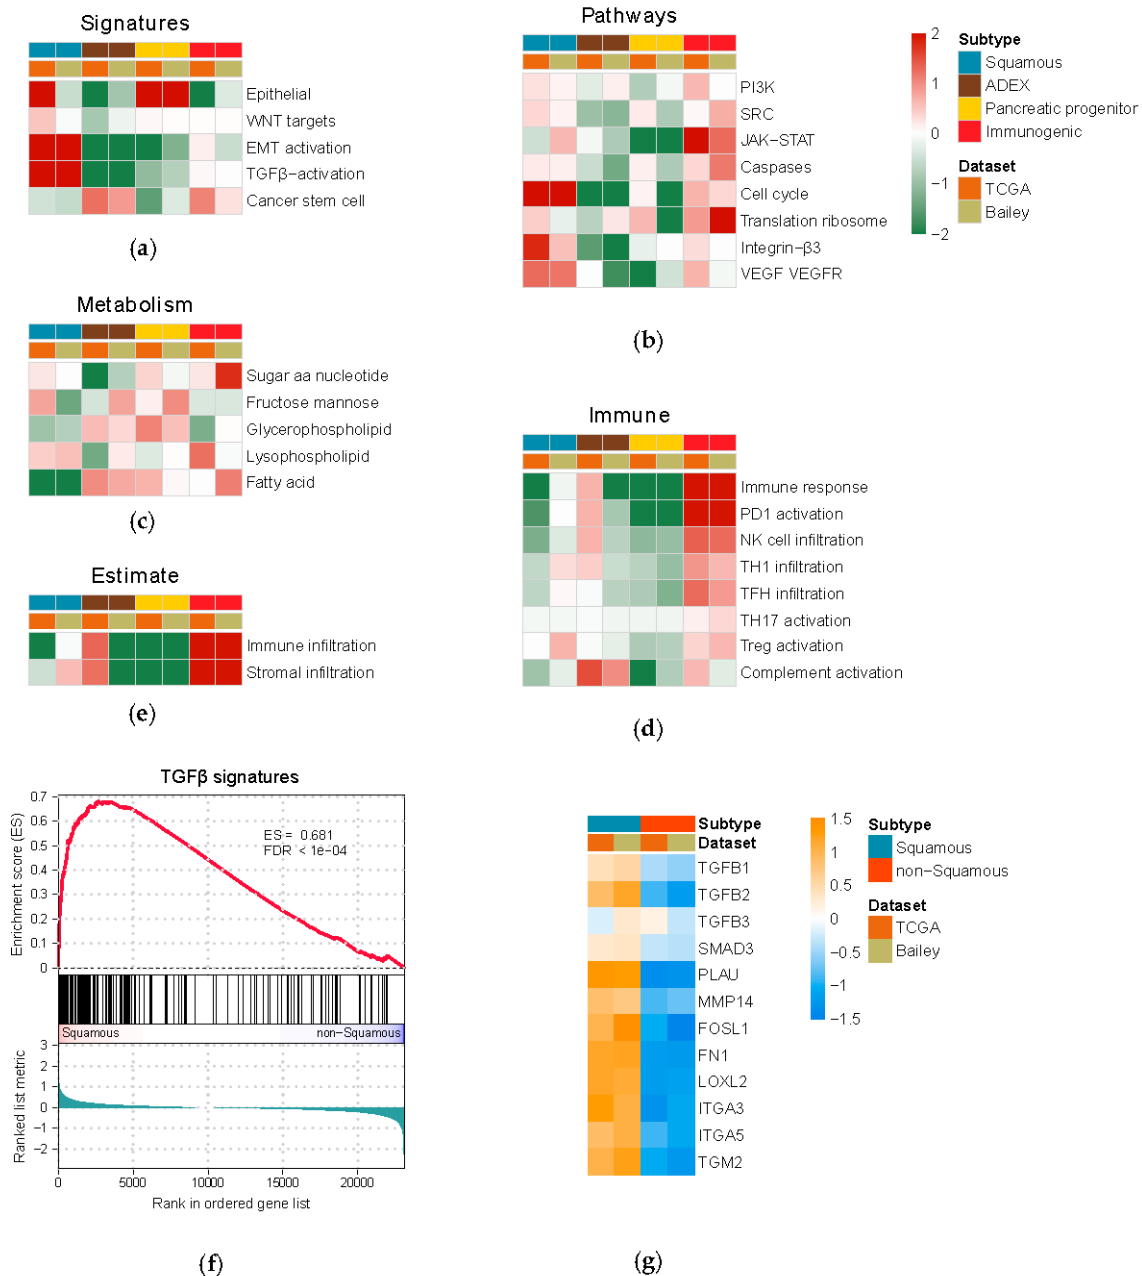 Signatures
Epithelial
WNT targets
EMT activation
TGFβ−activation
Cancer stem cell
(a)
Pathways
PI3K
SRC
JAK−STAT
Caspases
Cell cycle
Translation ribosome
Integrin−β3
VEGF VEGFR
(b)
2
1
0
−1
−2
Subtype
Squamous
ADEX
Pancreatic progenitor
Immunogenic
Dataset
TCGA
Bailey
Metabolism
Sugar aa nucleotide
Fructose mannose
Glycerophospholipid
Lysophospholipid
Fatty acid
(c)
Immune
Immune response
PD1 activation
NK cell infiltration
TH1 infiltration
TFH infiltration
TH17 activation
Treg activation
Complement activation
(d)
Estimate
Immune infiltration
Stromal infiltration
(e)
TGFβ signatures
Enrichment score (ES)
0.7
0.6
0.5
0.4
0.3
0.2
0.1
0
ES = 0.681
FDR < 1e−04
Squamous
non−Squamous
Ranked list metric
3
2
1
0
−1
−2
0
5000
10000
15000
20000
Rank in ordered gene list
(f)
Subtype
Dataset
TGFB1
TGFB2
TGFB3
SMAD3
PLAU
MMP14
FOSL1
FN1
LOXL2
ITGA3
ITGA5
TGM2
1.5
1
0.5
0
−0.5
−1
−1.5
Subtype
Squamous
non−Squamous
Dataset
TCGA
Bailey
(g)